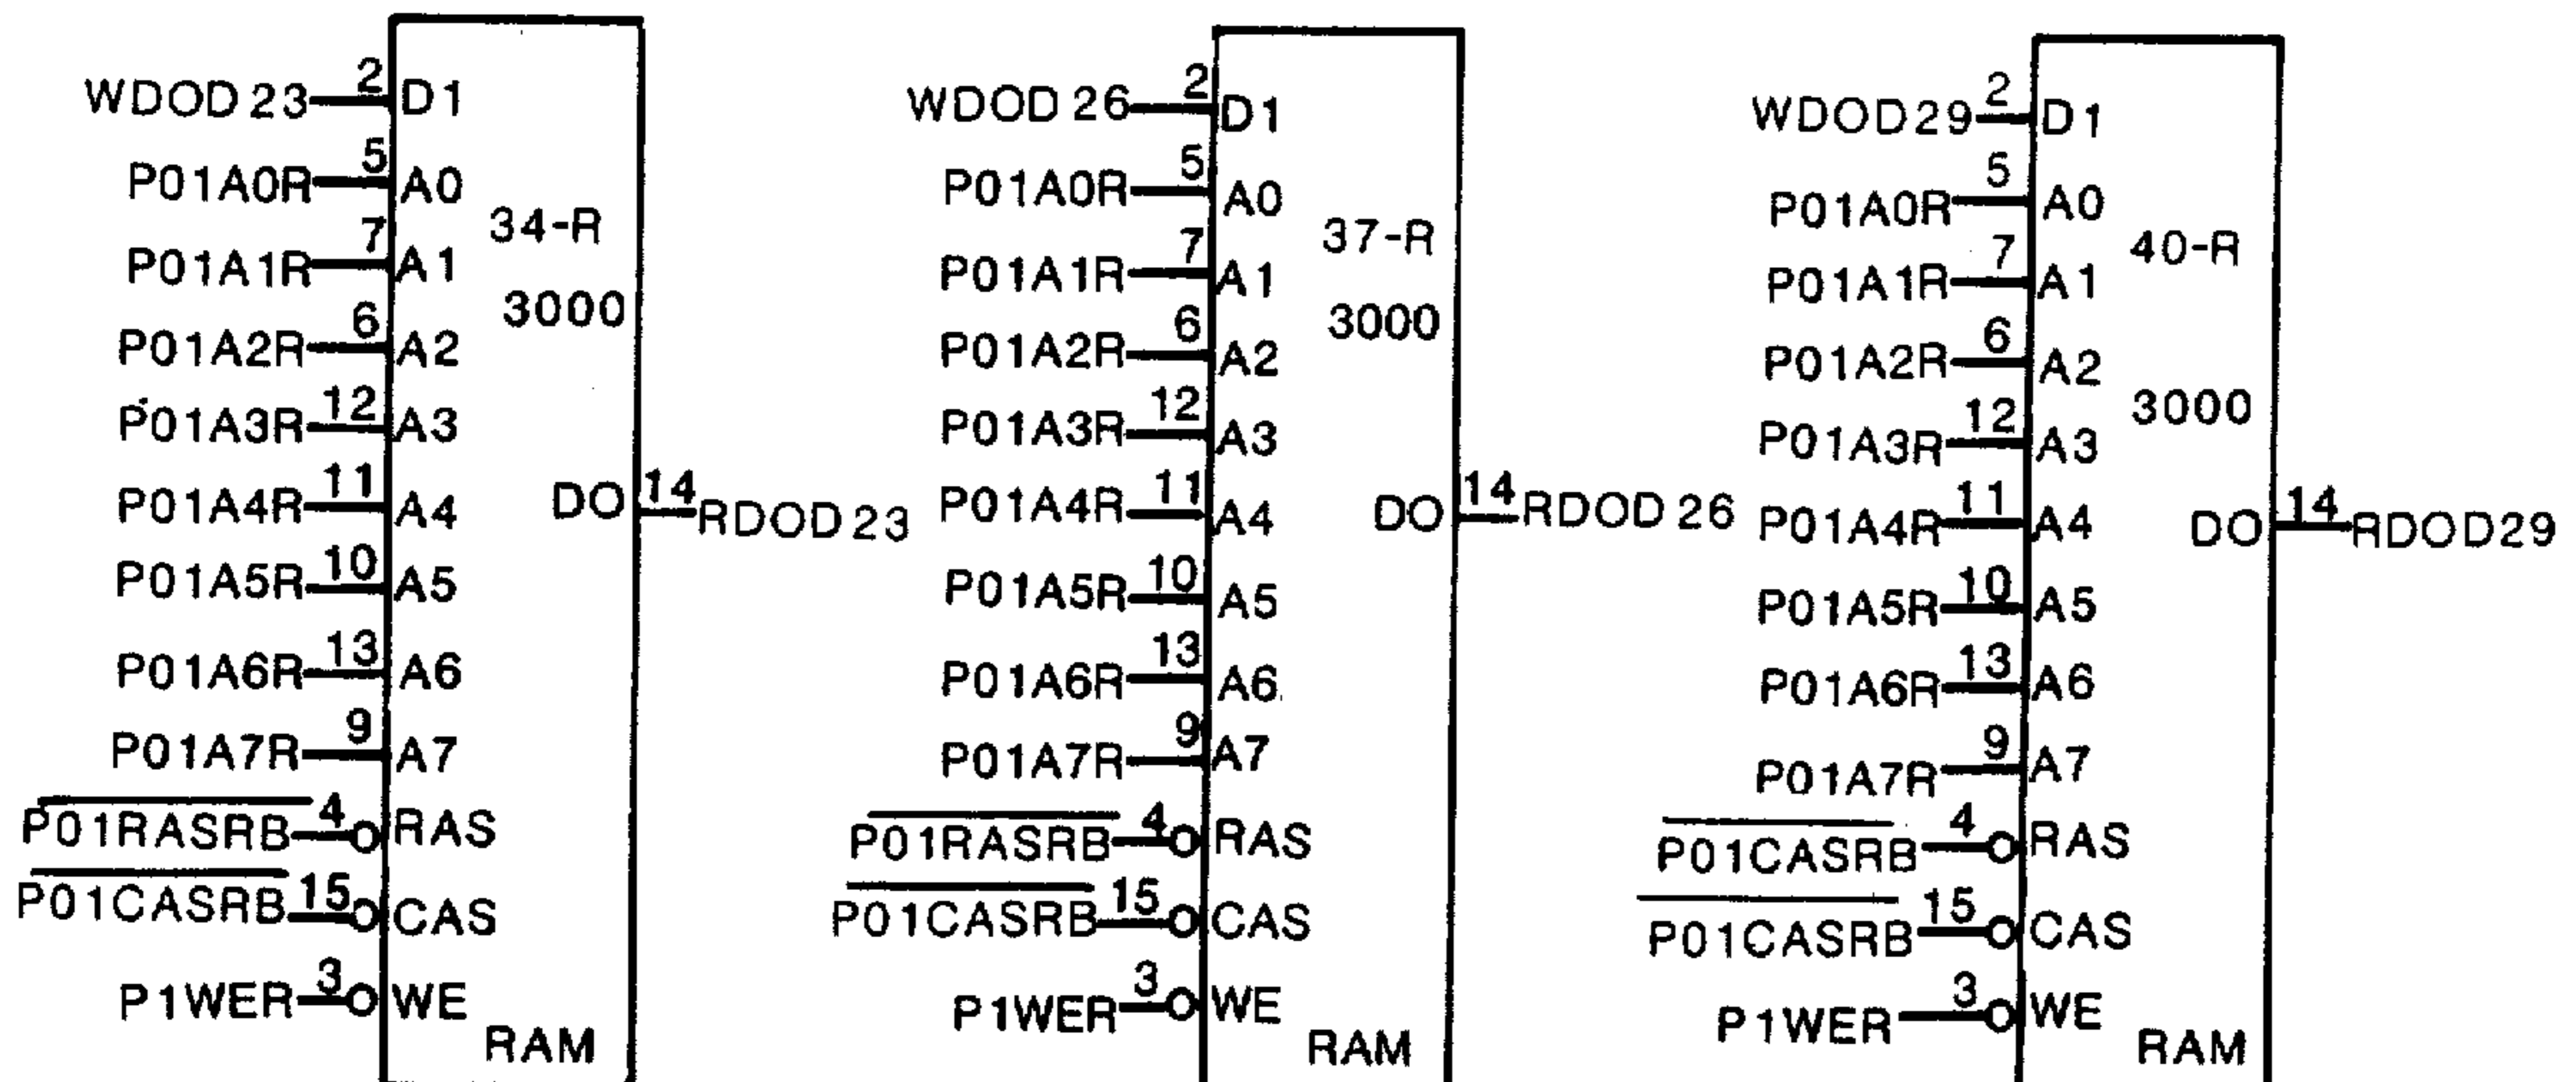 WDOD23 2 D1
P01A0R 5 A0
34-R
P01A1R 7 A1
3000
P01A2R 6 A2
P01A3R 12 A3
P01A4R 11 A4
DO 14 RDOD23
P01A5R 10 A5
P01A6R 13 A6
P01A7R 9 A7
P01RASRB 4 RAS
P01CASRB 15 CAS
P1WER 3 WE
RAM
WDOD26 2 D1
P01A0R 5 A0
37-R
P01A1R 7 A1
3000
P01A2R 6 A2
P01A3R 12 A3
P01A4R 11 A4
DO 14 RDOD26
P01A5R 10 A5
P01A6R 13 A6
P01A7R 9 A7
P01RASRB 4 RAS
P01CASRB 15 CAS
P1WER 3 WE
RAM
WDOD29 2 D1
P01A0R 5 A0
40-R
P01A1R 7 A1
P01A2R 6 A2
3000
P01A3R 12 A3
P01A4R 11 A4
DO 14 RDOD29
P01A5R 10 A5
P01A6R 13 A6
P01A7R 9 A7
P01CASRB 4 RAS
P01CASRB 15 CAS
P1WER 3 WE
RAM